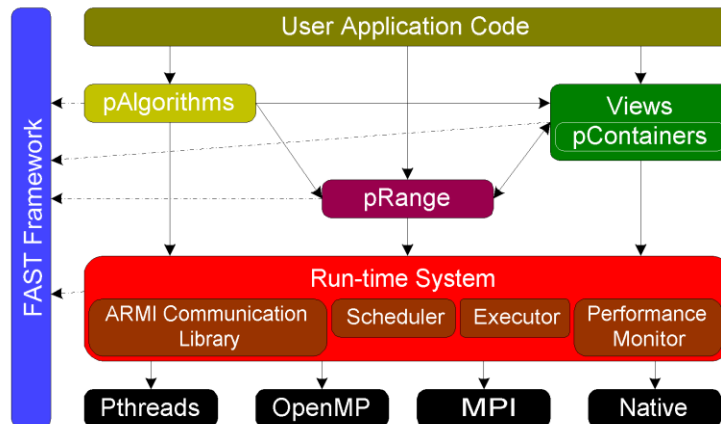 User Application Code
FAST Framework
pAlgorithms
Views
pContainers
pRange
Run-time System
ARMI Communication
Library
Scheduler
Executor
Performance
Monitor
Pthreads
OpenMP
MPI
Native